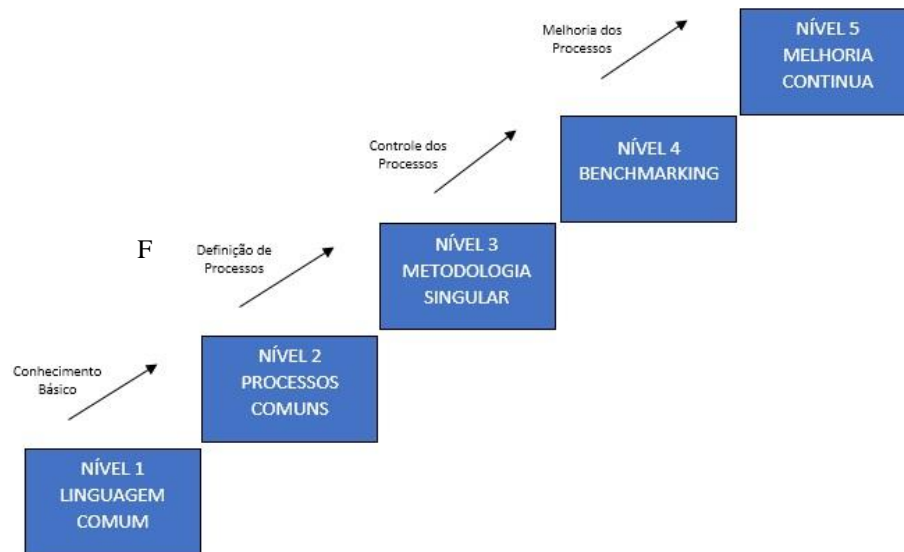 Melhoria dos
Processos
NÍVEL 5
MELHORIA
CONTINUA
Controle dos
Processos
NÍVEL 4
BENCHMARKING
F
Definição de
Processos
NÍVEL 3
METODOLOGIA
SINGULAR
Conhecimento
Básico
NÍVEL 2
PROCESSOS
COMUNS
NÍVEL 1
LINGUAGEM
COMUM